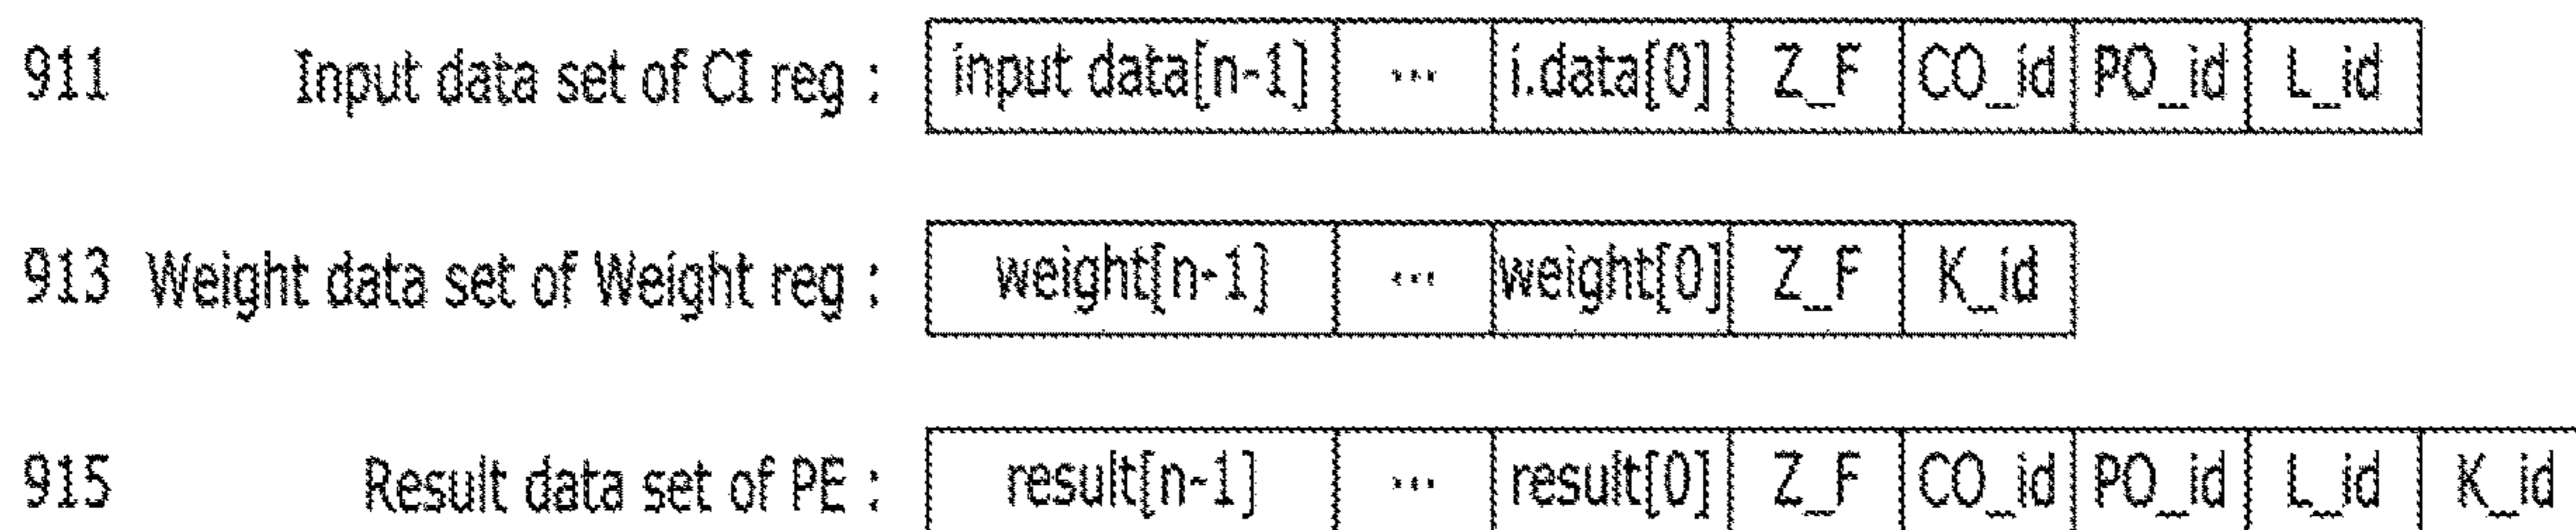 911 Input data set of CI reg : input data[n-1] ... i.data[0] Z_F CO_id PO_id L_id
913 Weight data set of Weight reg : weight[n-1] ... weight[0] Z_F K_id
915 Result data set of PE : result[n-1] ... result[0] Z_F CO_id PO_id L_id K_id